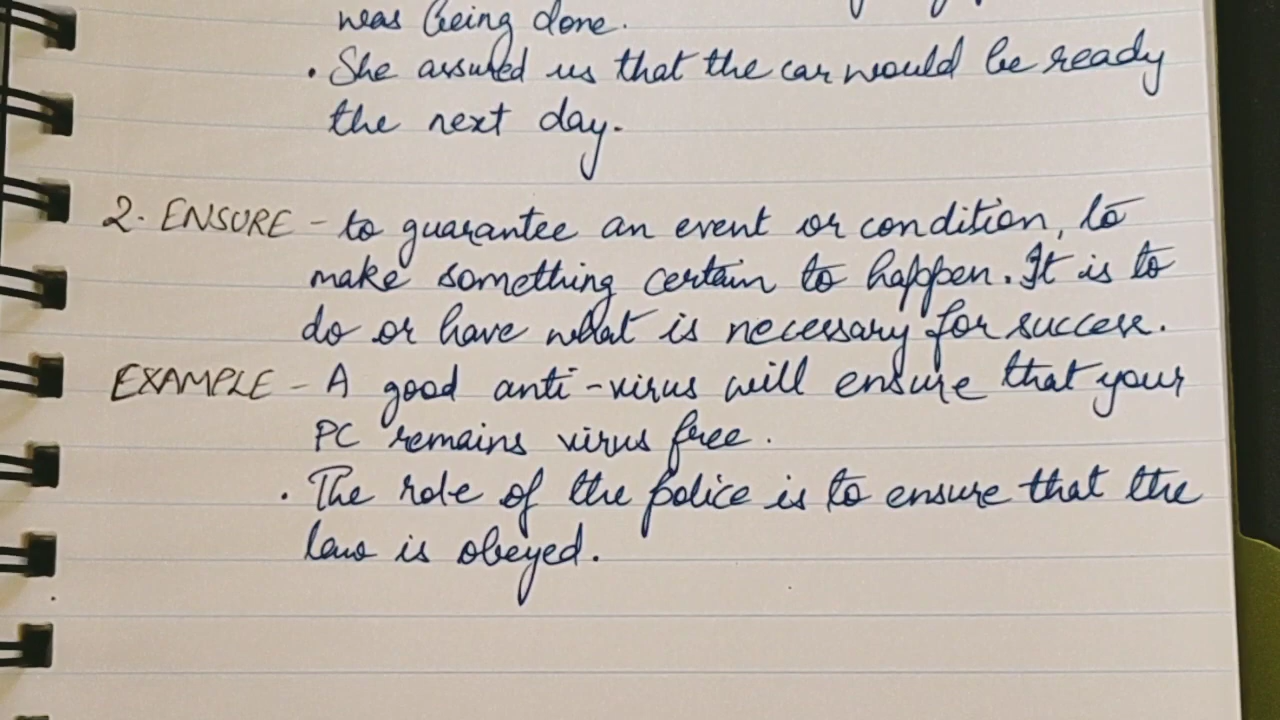 was being done.
• She assured us that the car would be ready
the next day.
2. ENSURE - to guarantee an event or condition, to
make something certain to happen. It is to
do or have what is necessary for success.
EXAMPLE - A good anti-virus will ensure that your
PC remains virus free.
• The role of the police is to ensure that the
law is obeyed.